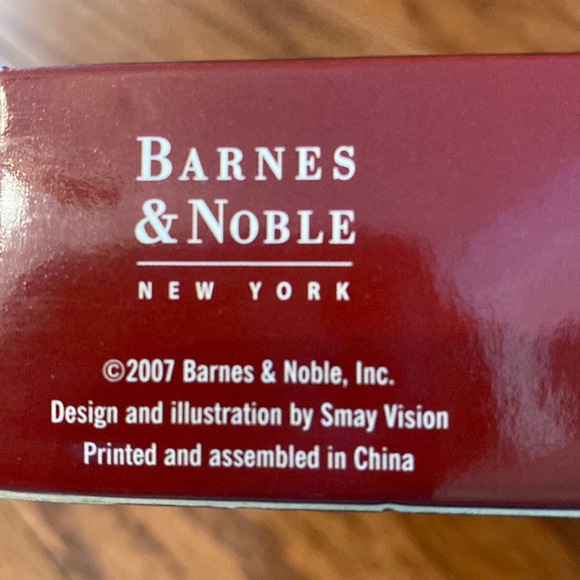 BARNES
& NOBLE
NEW YORK
©2007 Barnes & Noble, Inc.
Design and illustration by Smay Vision
Printed and assembled in China